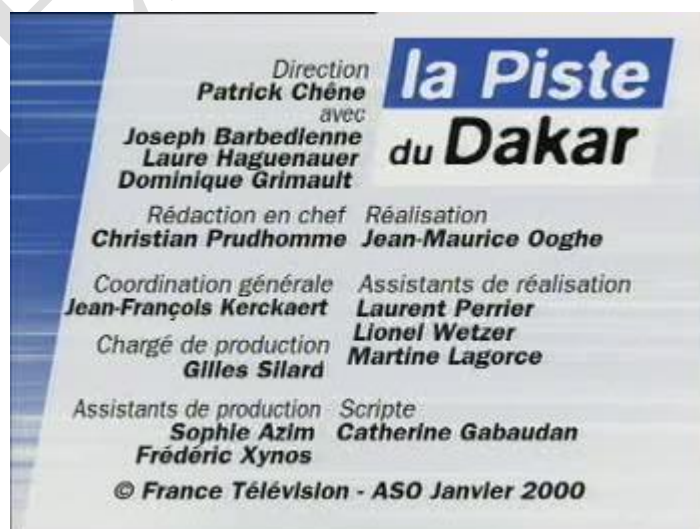 la Piste
du Dakar
Direction
Patrick Chêne
avec
Joseph Barbedienne
Laure Haguenauer
Dominique Grimault
Rédaction en chef
Christian Prudhomme
Réalisation
Jean-Maurice Ooghe
Coordination générale
Jean-François Kerckaert
Assistants de réalisation
Laurent Perrier
Lionel Wetzer
Martine Lagorce
Chargé de production
Gilles Silard
Assistants de production
Sophie Azim
Frédéric Xynos
Scripte
Catherine Gabaudan
© France Télévision - ASO Janvier 2000